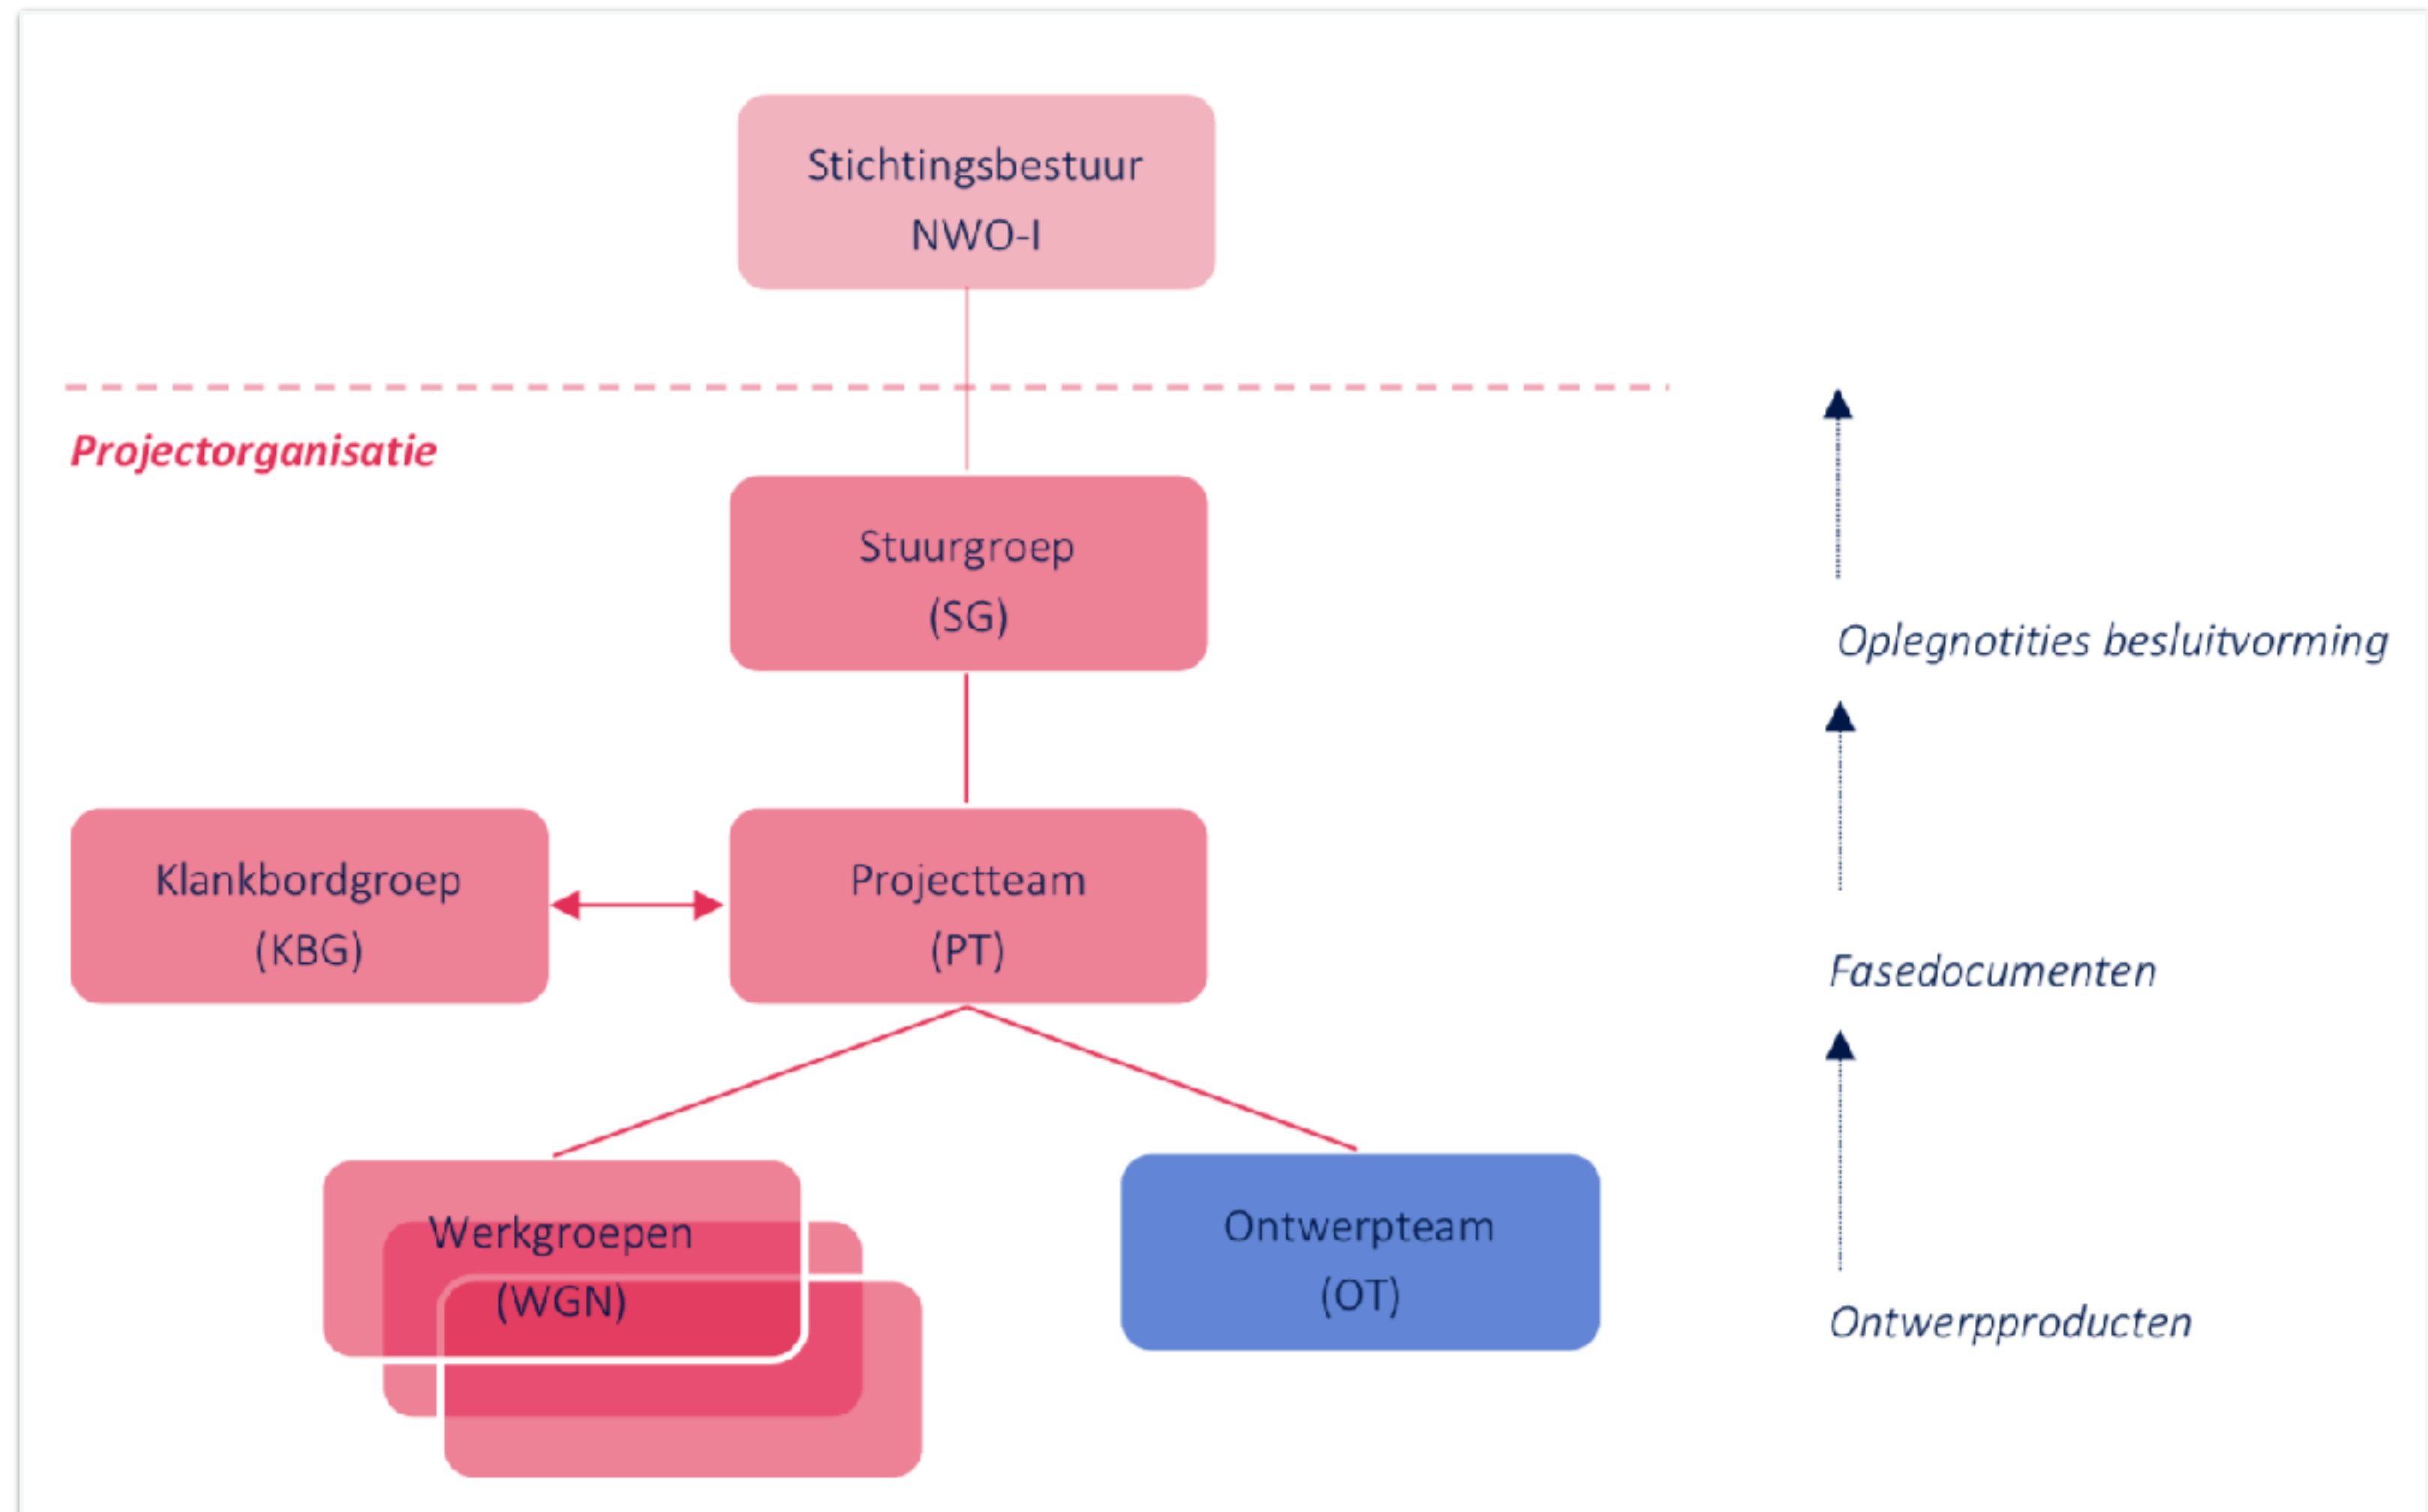 Stichtingsbestuur
NWO-I
Projectorganisatie
Stuurgroep
(SG)
Oplegnotities besluitvorming
Klankbordgroep
(KBG)
Projectteam
(PT)
Fasedocumenten
Werkgroepen
(WGN)
Ontwerpteam
(OT)
Ontwerpproducten